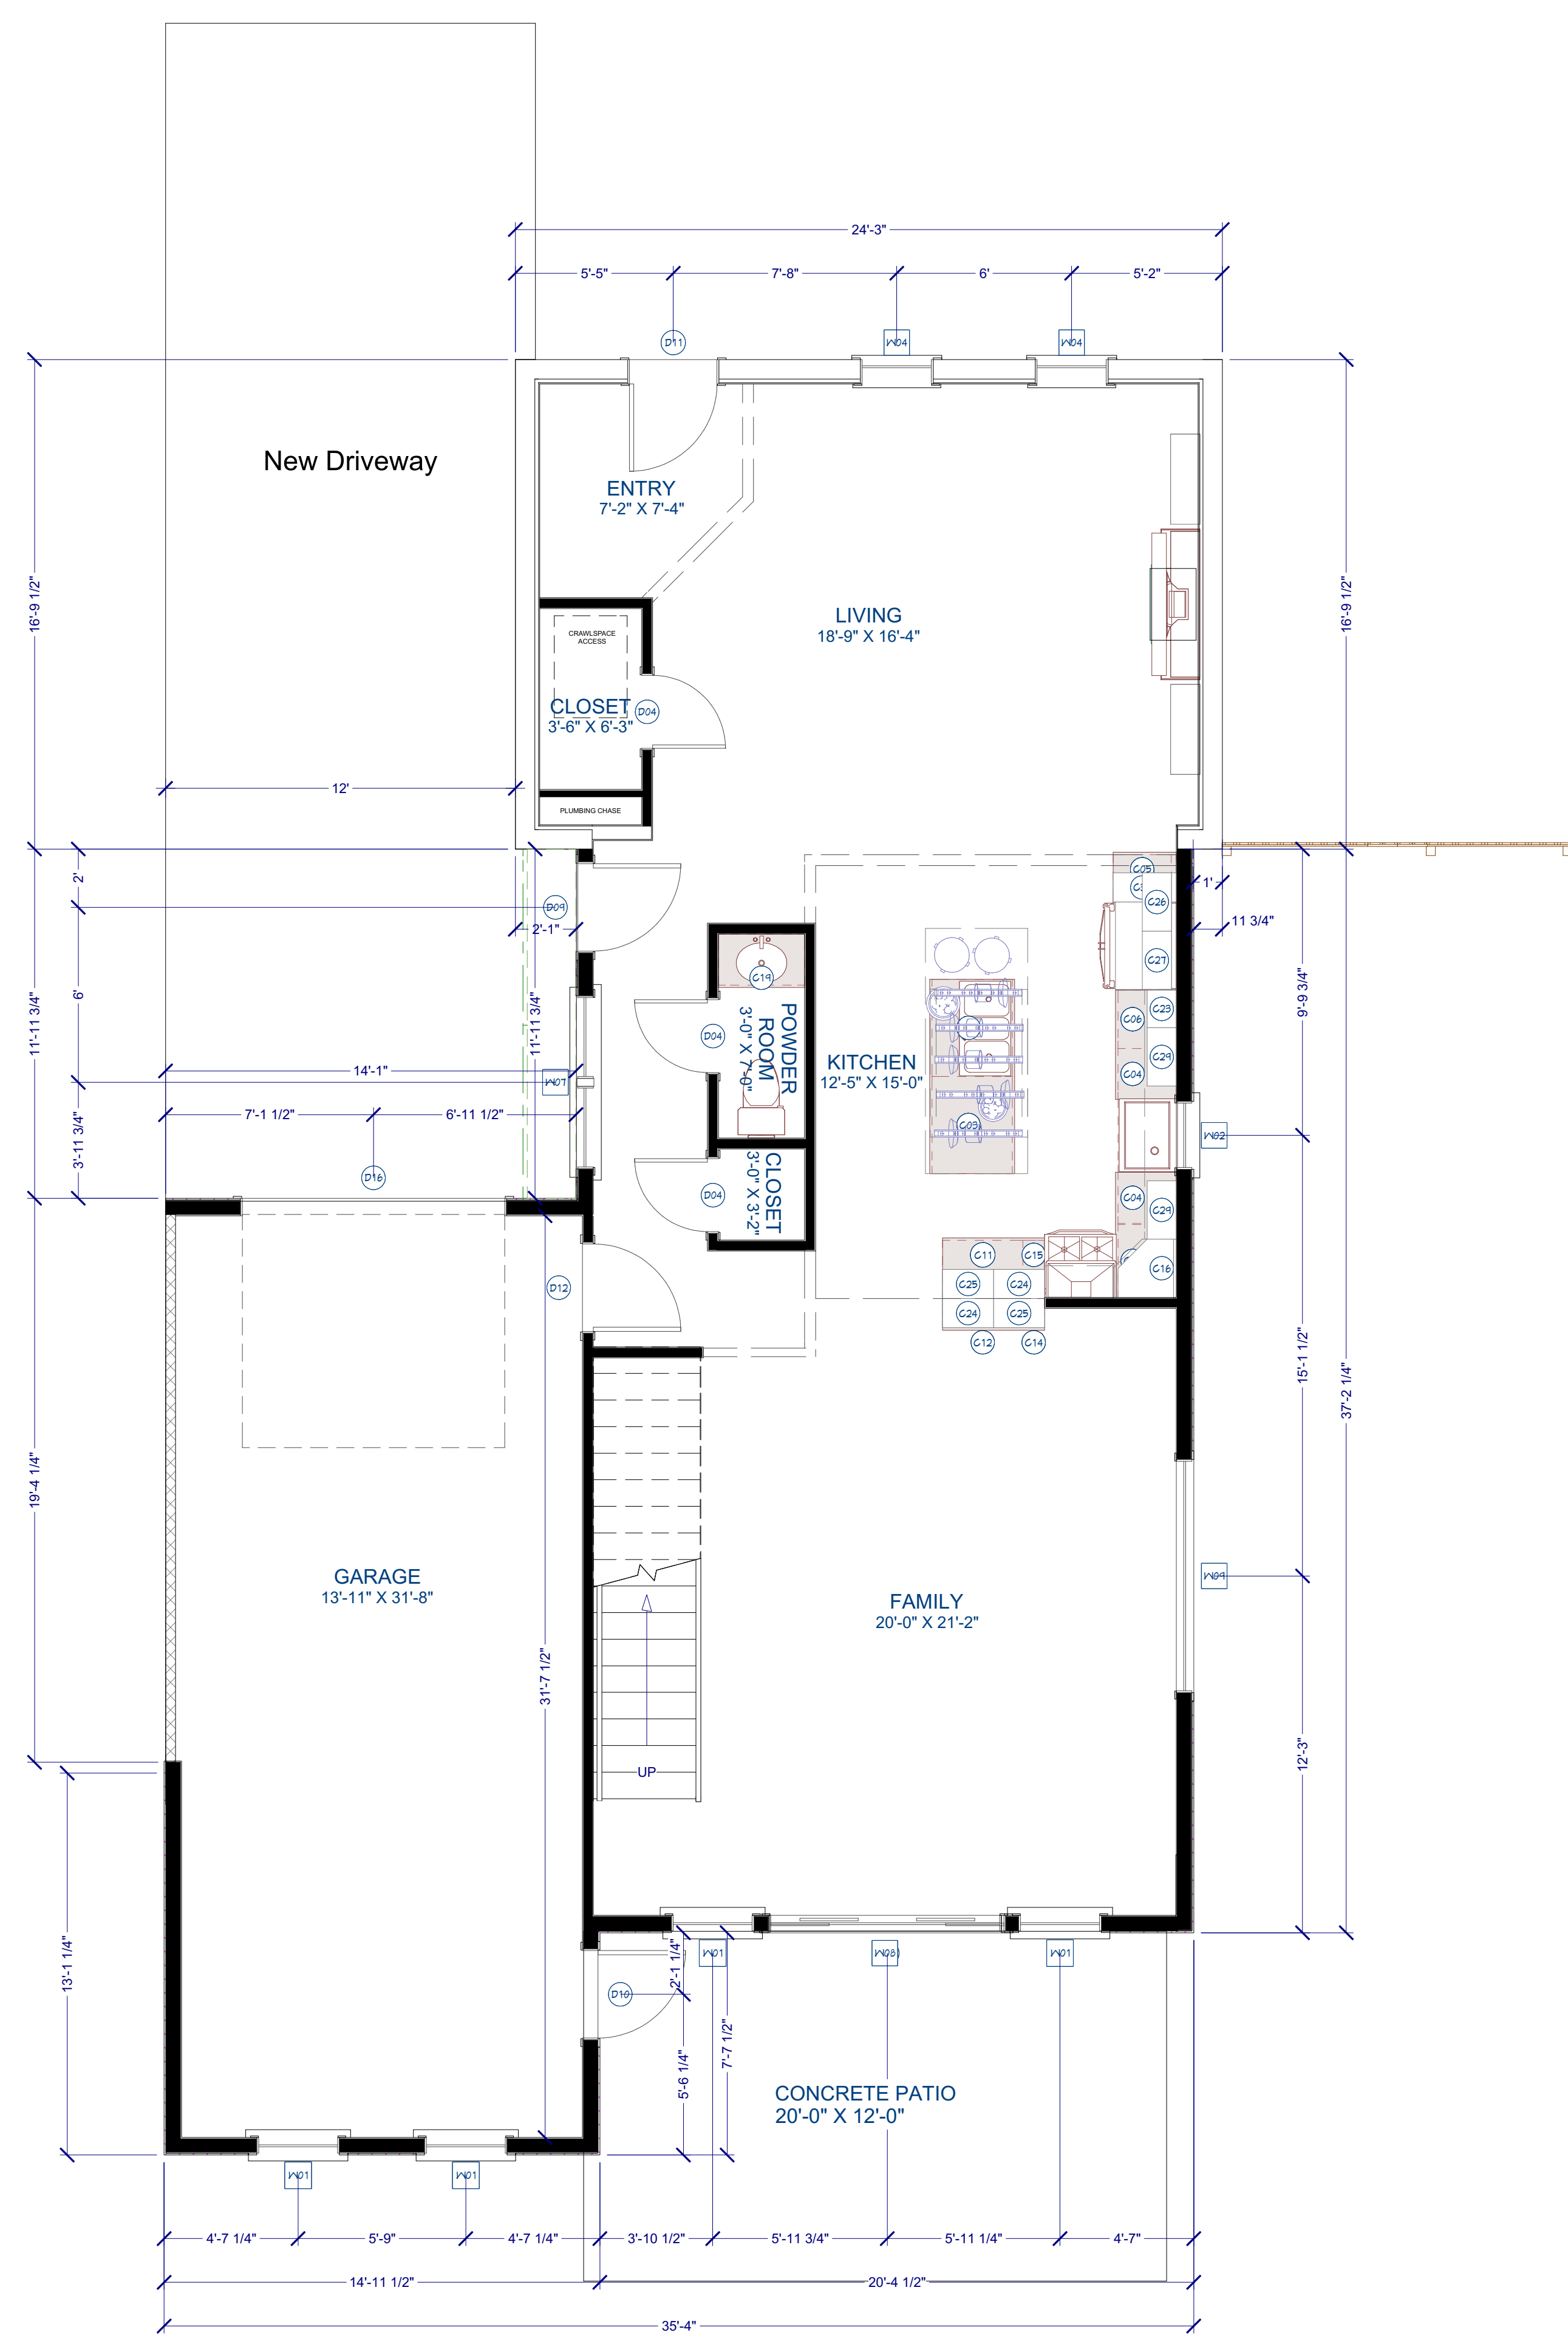 24'-3"
5'-5"
7'-8"
6'
5'-2"
D11
W04
W04
New Driveway
ENTRY
7'-2" X 7'-4"
16'-9 1/2"
16'-9 1/2"
LIVING
18'-9" X 16'-4"
CRAWLSPACE
ACCESS
CLOSET
3'-6" X 6'-3"
D04
12'
PLUMBING CHASE
2'
C05
C26
1'
D09
2'-1"
11 3/4"
C27
C19
6'
11'-11 3/4"
11'-11 3/4"
9'-9 3/4"
C06
C23
D04
POWDER
ROOM
3'-0" X 7'-0"
KITCHEN
12'-5" X 15'-0"
C29
C04
14'-1"
W07
7'-1 1/2"
6'-11 1/2"
3'-11 3/4"
C03
W02
D16
CLOSET
3'-0" X 3'-2"
D04
C04
C29
C11
C15
C16
D12
C25
C24
C24
C25
C12
C14
15'-1 1/2"
37'-2 1/4"
19'-4 1/4"
GARAGE
13'-11" X 31'-8"
W09
FAMILY
20'-0" X 21'-2"
31'-7 1/2"
12'-3"
UP
13'-1 1/4"
W01
W08
W01
2'-1 1/4"
D10
7'-7 1/2"
5'-6 1/4"
CONCRETE PATIO
20'-0" X 12'-0"
W01
W01
4'-7 1/4"
5'-9"
4'-7 1/4"
3'-10 1/2"
5'-11 3/4"
5'-11 1/4"
4'-7"
14'-11 1/2"
20'-4 1/2"
35'-4"